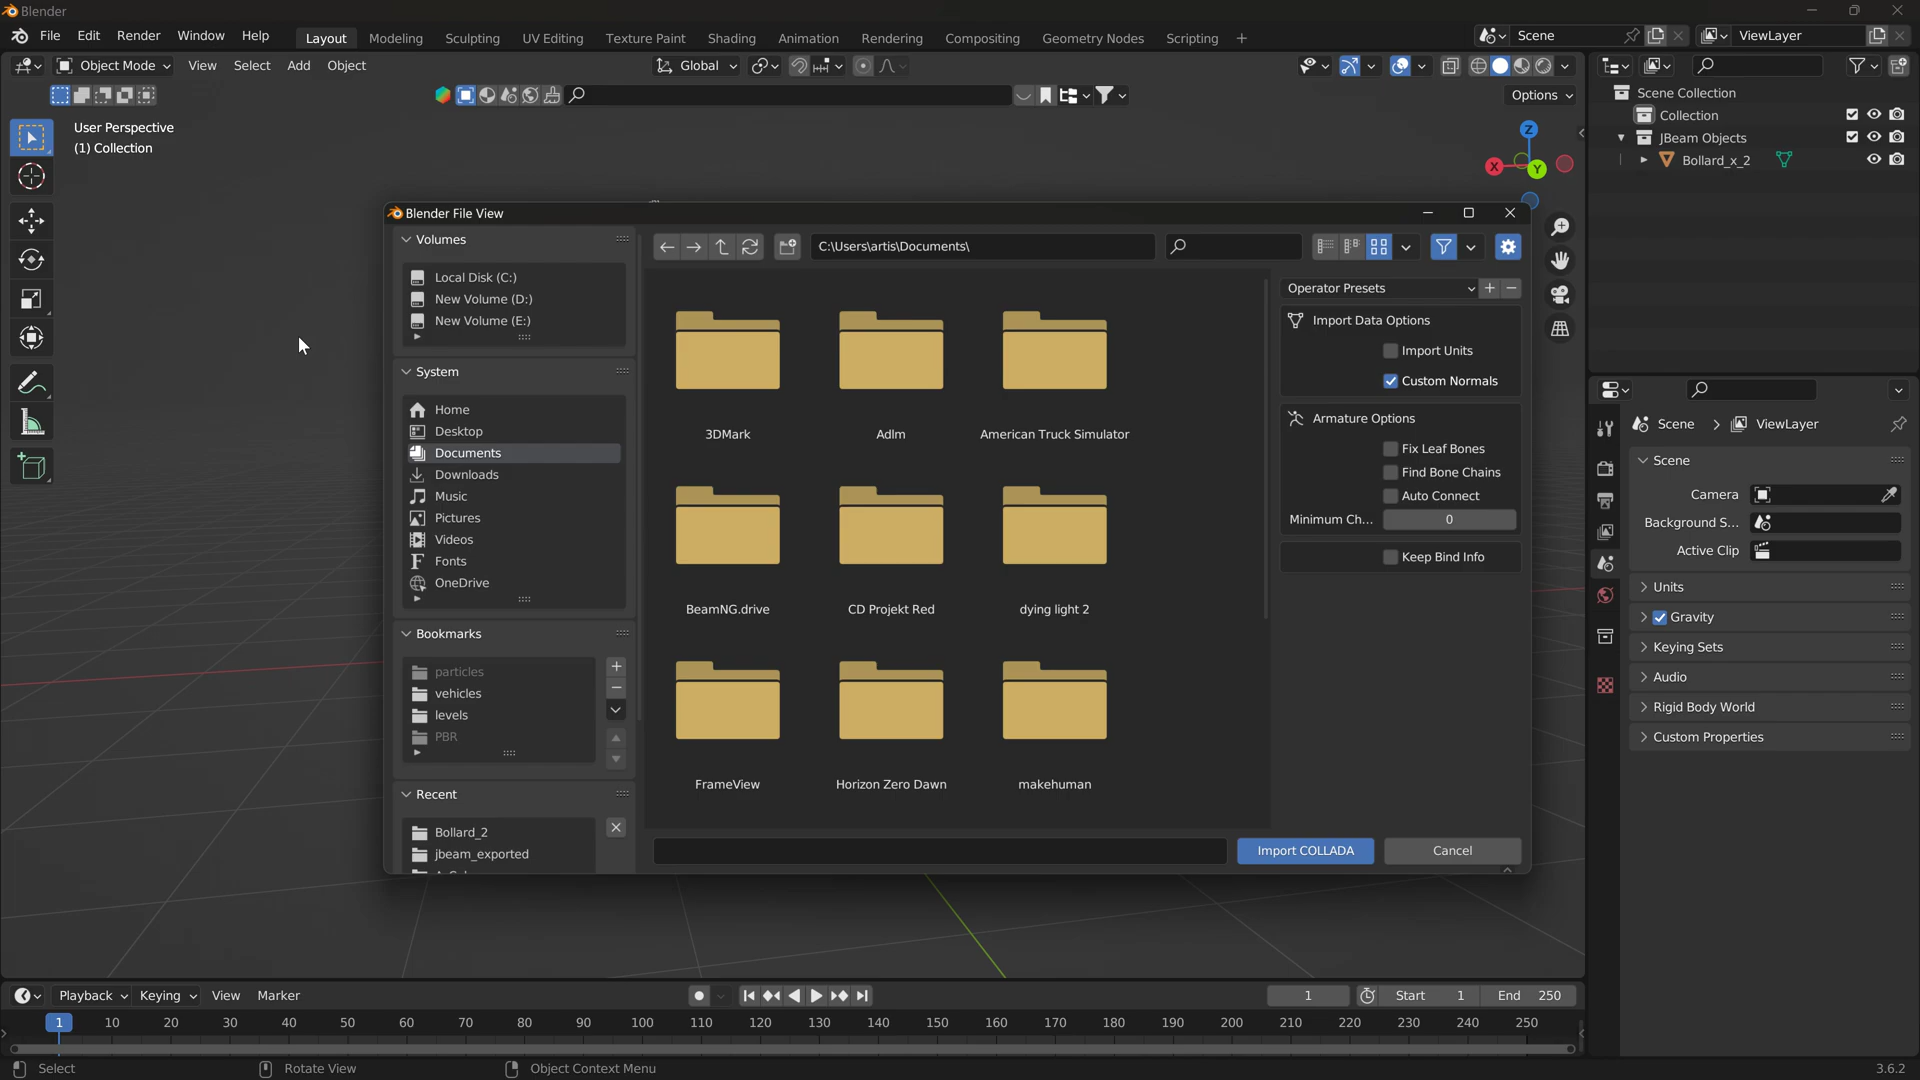 Blender
File Edit Render Window Help Layout Modeling Sculpting UV Editing Texture Paint Shading Animation Rendering Compositing Geometry Nodes Scripting + Scene ViewLayer
Object Mode View Select Add Object Global
Options
User Perspective
(1) Collection
Z
X
Y
Scene Collection
Collection
JBeam Objects
Bollard_x_2
Blender File View
Volumes
Local Disk (C:)
New Volume (D:)
New Volume (E:)
System
Home
Desktop
Documents
Downloads
Music
Pictures
Videos
Fonts
OneDrive
Bookmarks
particles
vehicles
levels
PBR
Recent
Bollard_2
jbeam_exported
C:\Users\artis\Documents\
3DMark
Adlm
American Truck Simulator
BeamNG.drive
CD Projekt Red
dying light 2
FrameView
Horizon Zero Dawn
makehuman
Operator Presets
Import Data Options
Import Units
Custom Normals
Armature Options
Fix Leaf Bones
Find Bone Chains
Auto Connect
Minimum Ch... 0
Keep Bind Info
Import COLLADA
Cancel
Scene > ViewLayer
Scene
Camera
Background S...
Active Clip
Units
Gravity
Keying Sets
Audio
Rigid Body World
Custom Properties
Playback Keying View Marker
1 Start 1 End 250
1 10 20 30 40 50 60 70 80 90 100 110 120 130 140 150 160 170 180 190 200 210 220 230 240 250
Select Rotate View Object Context Menu 3.6.2